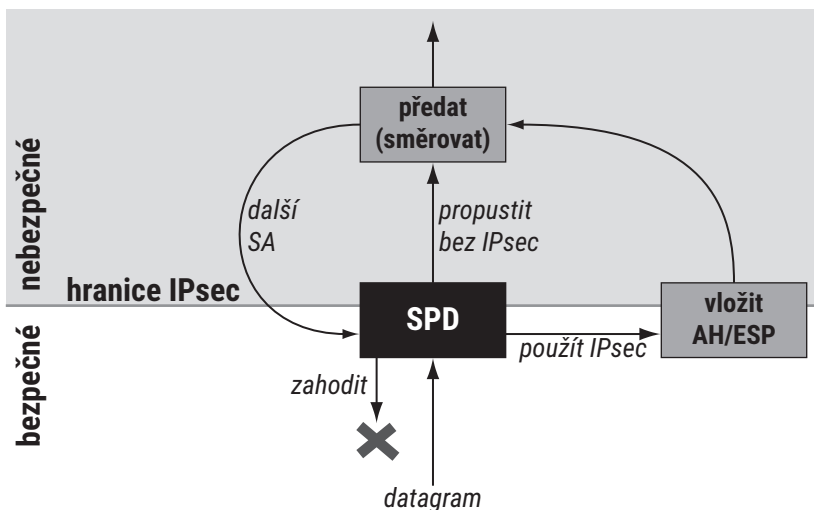 předat
(směrovat)
nebezpečné
další
SA
propustit
bez IPsec
hranice IPsec
SPD
vložit
AH/ESP
použít IPsec
bezpečné
zahodit
datagram